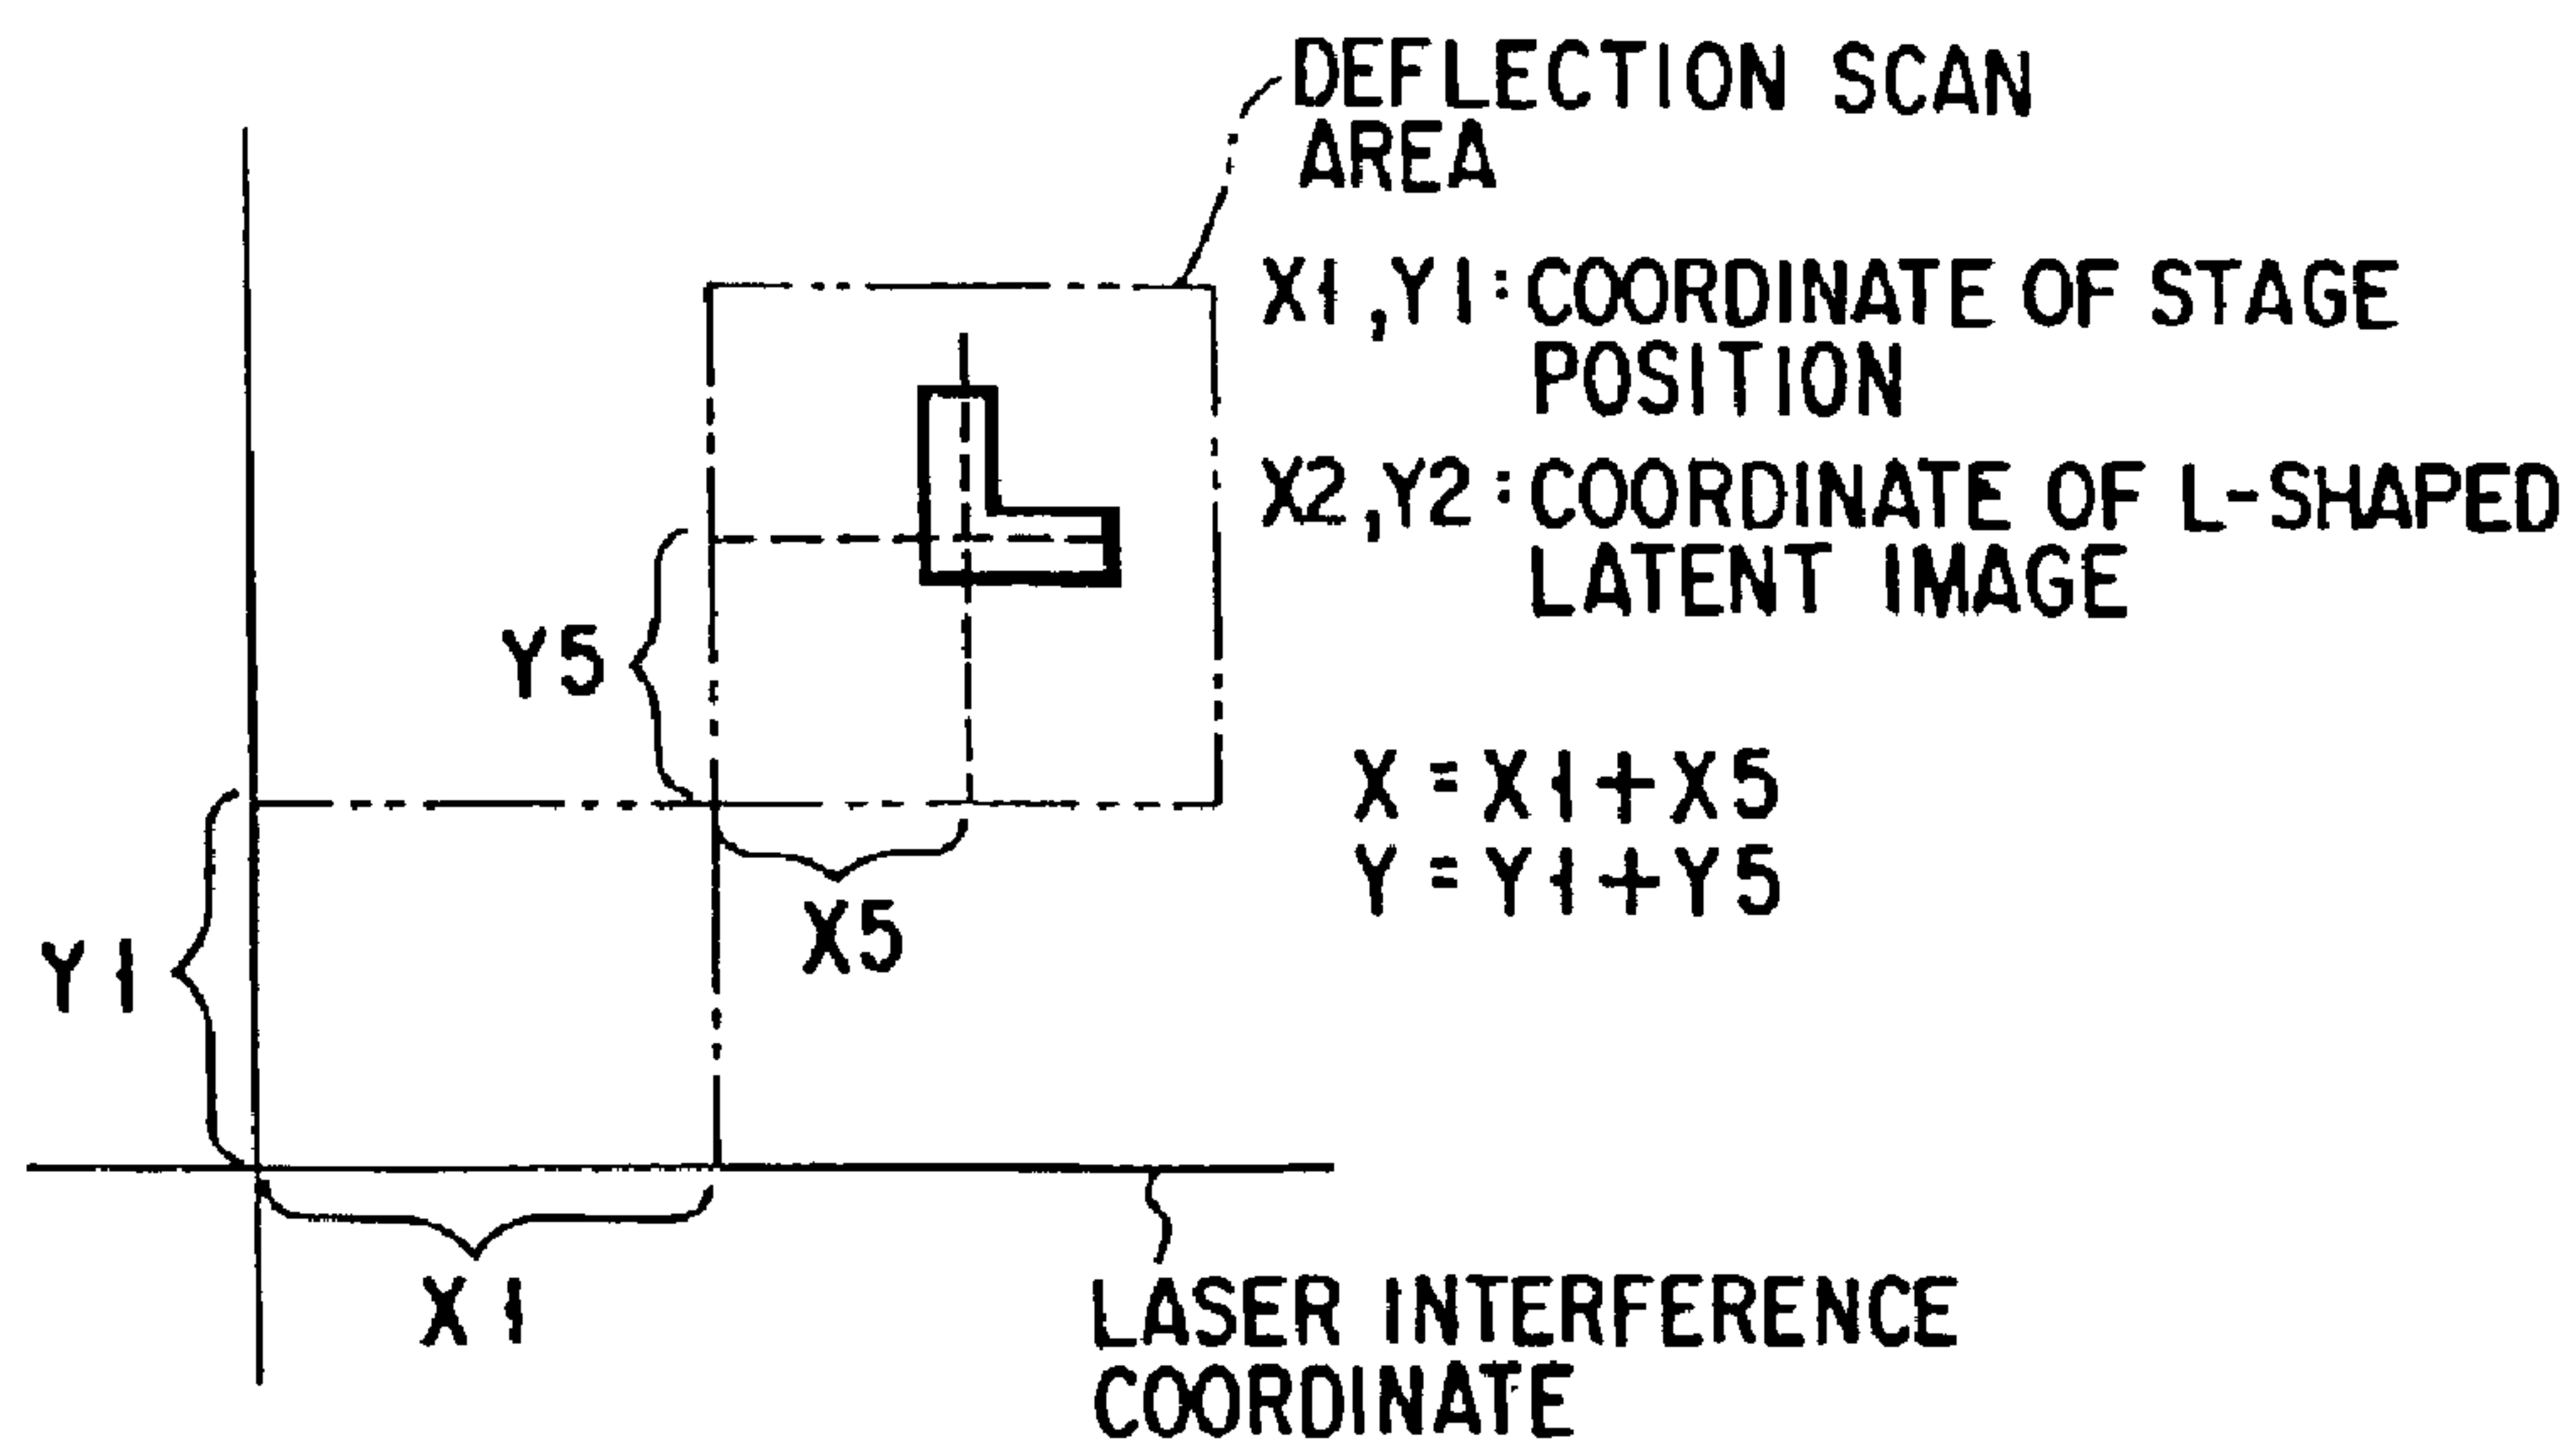 DEFLECTION SCAN
AREA
X1,Y1:COORDINATE OF STAGE
POSITION
X2,Y2:COORDINATE OF L-SHAPED
LATENT IMAGE
Y5
X=X1+X5
Y=Y1+Y5
X5
Y1
X1
LASER INTERFERENCE
COORDINATE